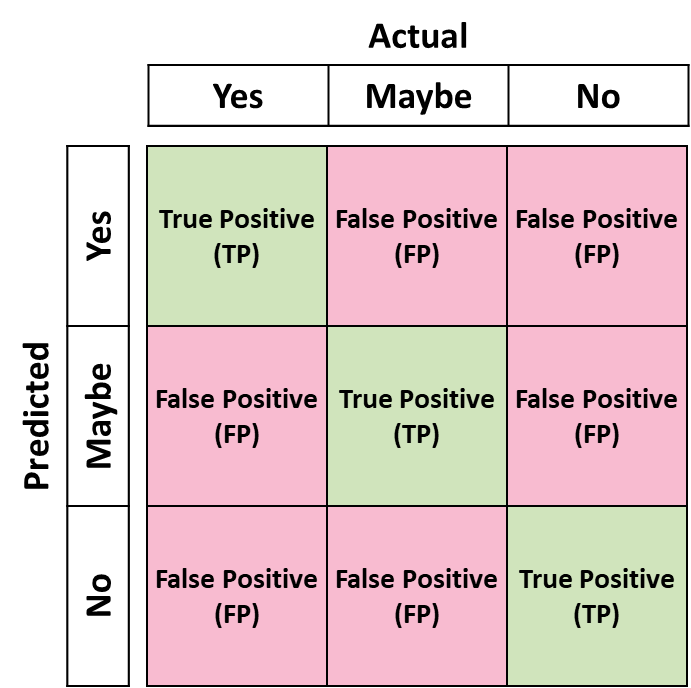 Actual
Yes Maybe No
Predicted
Yes
True Positive
(TP)
False Positive
(FP)
False Positive
(FP)
Maybe
False Positive
(FP)
True Positive
(TP)
False Positive
(FP)
No
False Positive
(FP)
False Positive
(FP)
True Positive
(TP)